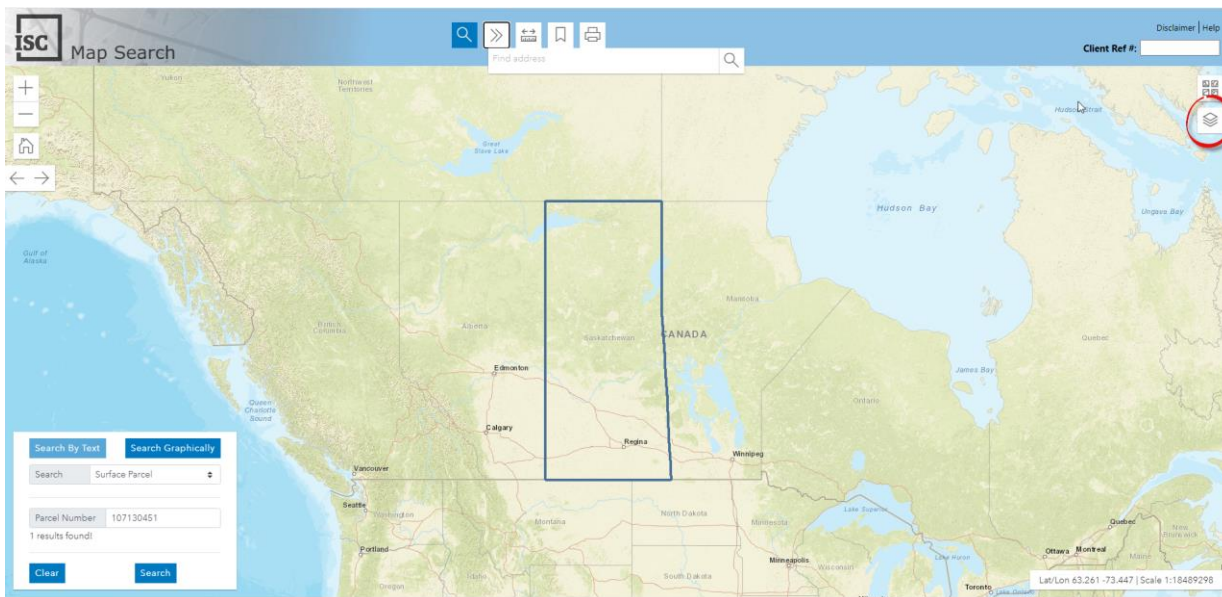 ISC
Map Search
Find address
Disclaimer | Help
Client Ref #:
Yukon
Northwest
Territories
Great
Slave Lake
Hudson Strait
Hudson Bay
Ungava Bay
Gulf of
Alaska
Manitoba
British
Columbia
Alberta
Saskatchewan
CANADA
Quebec
Edmonton
James Bay
Queen
Charlotte
Sound
Ontario
Calgary
Regina
Winnipeg
Vancouver
Seattle
Washington
Montana
North Dakota
Minnesota
Lake Superior
Quebec
New
Brunswick
Portland
Minneapolis
Wisconsin
Lake Huron
Ottawa
Montreal
Maine
Oregon
Idaho
South Dakota
Toronto
Search By Text
Search Graphically
Search
Surface Parcel
Parcel Number
107130451
1 results found!
Clear
Search
Lat/Lon 63.261 -73.447 | Scale 1:18489298